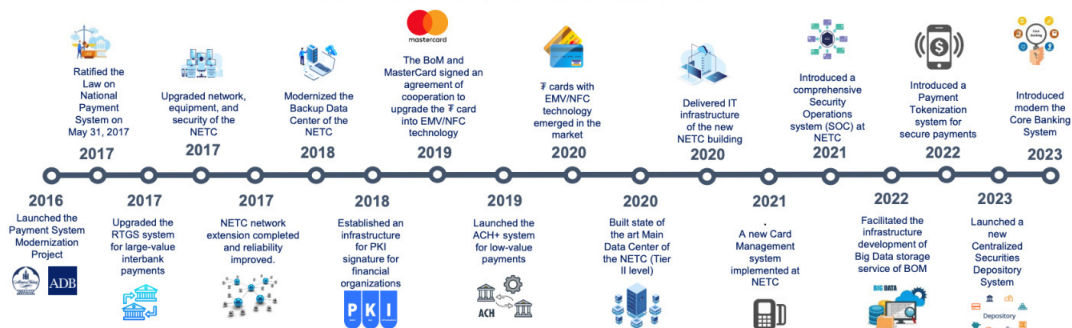 mastercard
Ratified the
Law on
National
Payment
System on
May 31, 2017
2017
Upgraded network,
equipment, and
security of the
NETC
2017
Modernized the
Backup Data
Center of the
NETC
2018
The BoM and
MasterCard signed an
agreement of
cooperation to
upgrade the ₮ card
into EMV/NFC
technology
2019
₮ cards with
EMV/NFC
technology
emerged in the
market
2020
Delivered IT
infrastructure
of the new
NETC building
2020
Introduced a
comprehensive
Security
Operations
system (SOC) at
NETC
2021
Introduced a
Payment
Tokenization
system for
secure payments
2022
Introduced
modern the
Core Banking
System
2023
2016
Launched the
Payment System
Modernization
Project
ADB
2017
Upgraded the
RTGS system
for large-value
interbank
payments
2017
NETC network
extension completed
and reliability
improved.
2018
Established an
infrastructure
for PKI
signature for
financial
organizations
PKI
2019
Launched the
ACH+ system
for low-value
payments
ACH
2020
Built state of
the art Main
Data Center of
the NETC (Tier
II level)
2021
.
A new Card
Management
system
implemented at
NETC
2022
Facilitated the
infrastructure
development of
Big Data storage
service of BOM
BIG DATA
2023
Launched a
new
Centralized
Securities
Depository
System
Depository